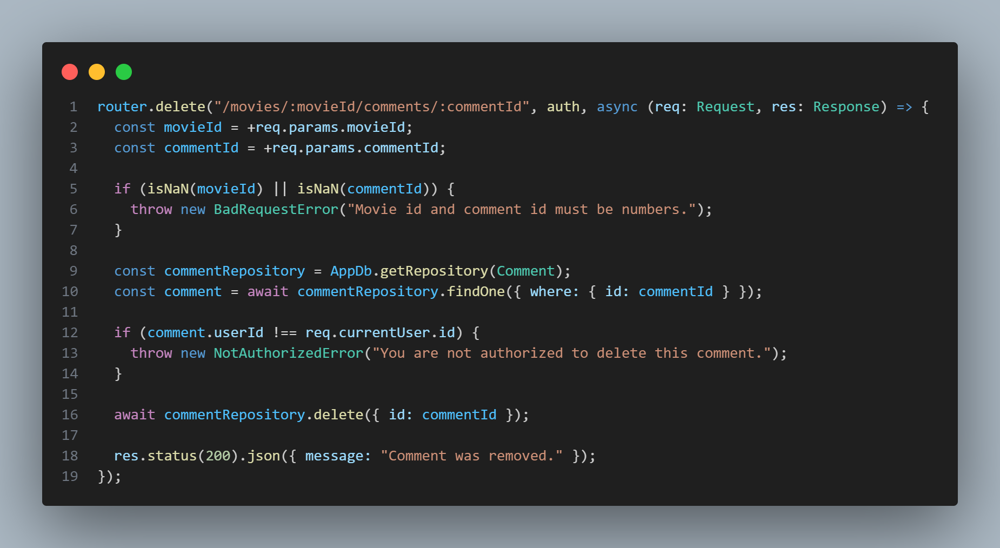 1 router.delete("/movies/:movieId/comments/:commentId", auth, async (req: Request, res: Response) => {
2   const movieId = +req.params.movieId;
3   const commentId = +req.params.commentId;
4
5   if (isNaN(movieId) || isNaN(commentId)) {
6     throw new BadRequestError("Movie id and comment id must be numbers.");
7   }
8
9   const commentRepository = AppDb.getRepository(Comment);
10   const comment = await commentRepository.findOne({ where: { id: commentId } });
11
12   if (comment.userId !== req.currentUser.id) {
13     throw new NotAuthorizedError("You are not authorized to delete this comment.");
14   }
15
16   await commentRepository.delete({ id: commentId });
17
18   res.status(200).json({ message: "Comment was removed." });
19 });